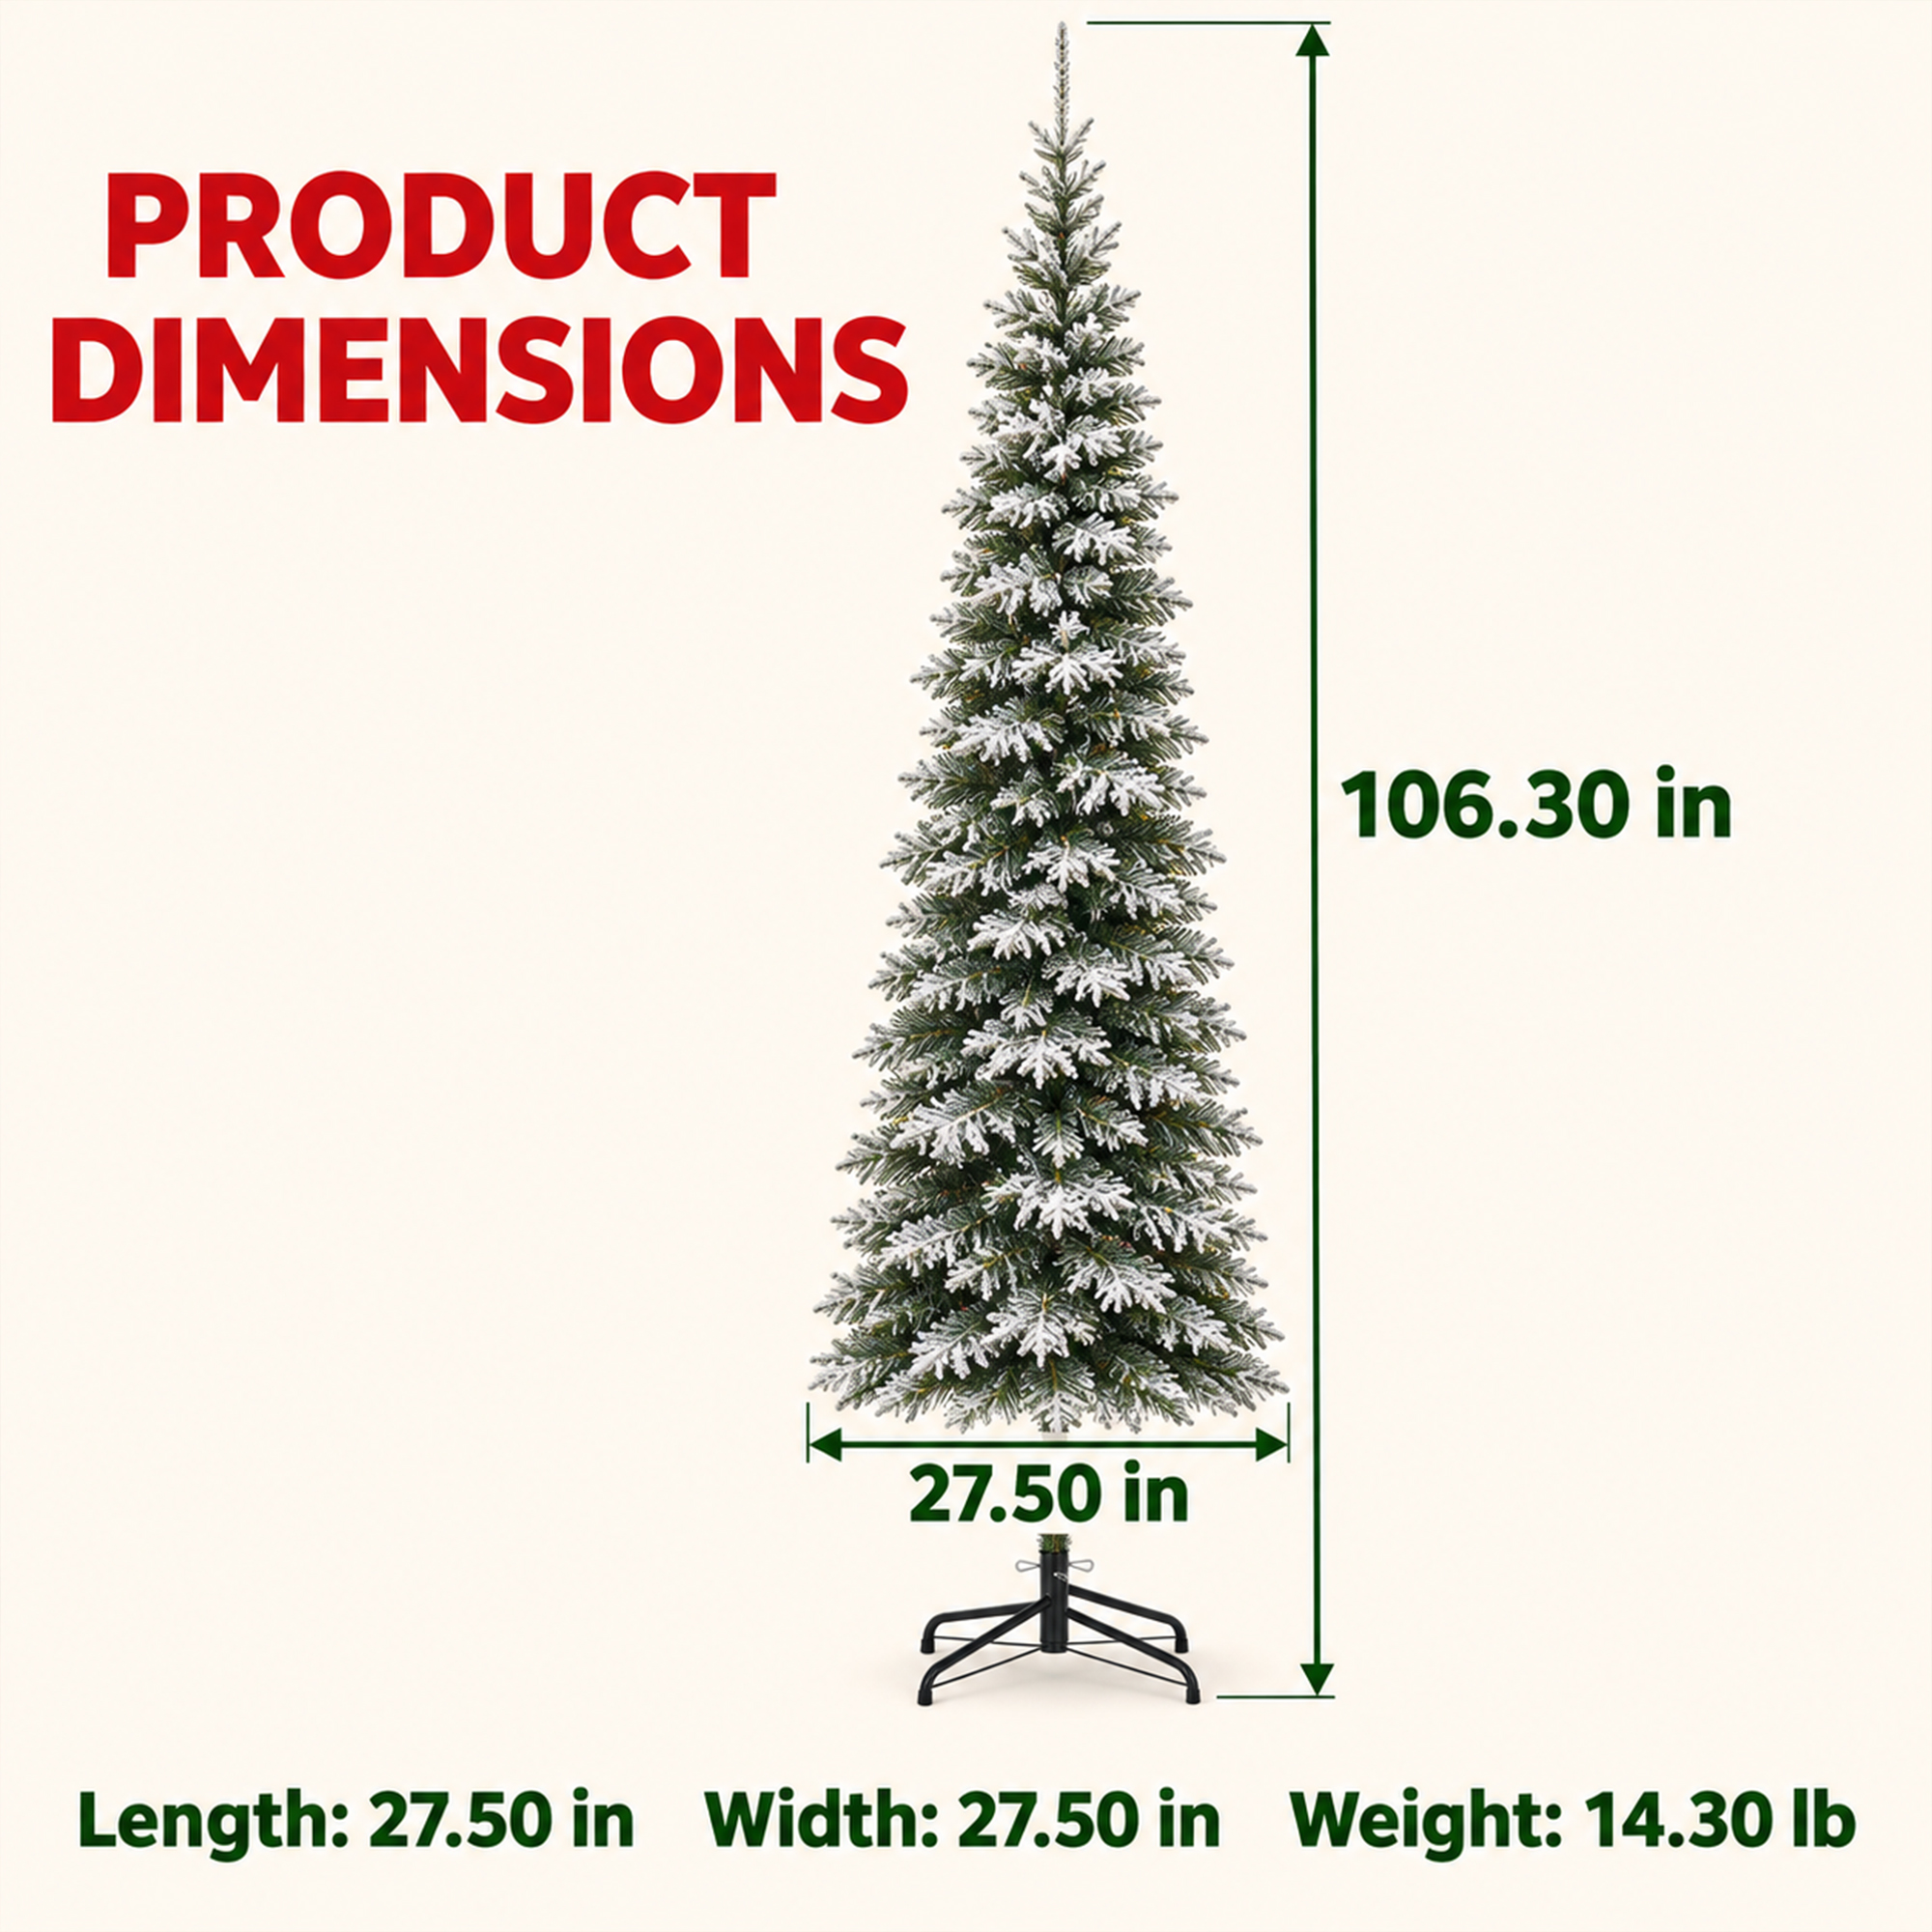 PRODUCT
DIMENSIONS
106.30 in
27.50 in
Length: 27.50 in Width: 27.50 in Weight: 14.30 lb